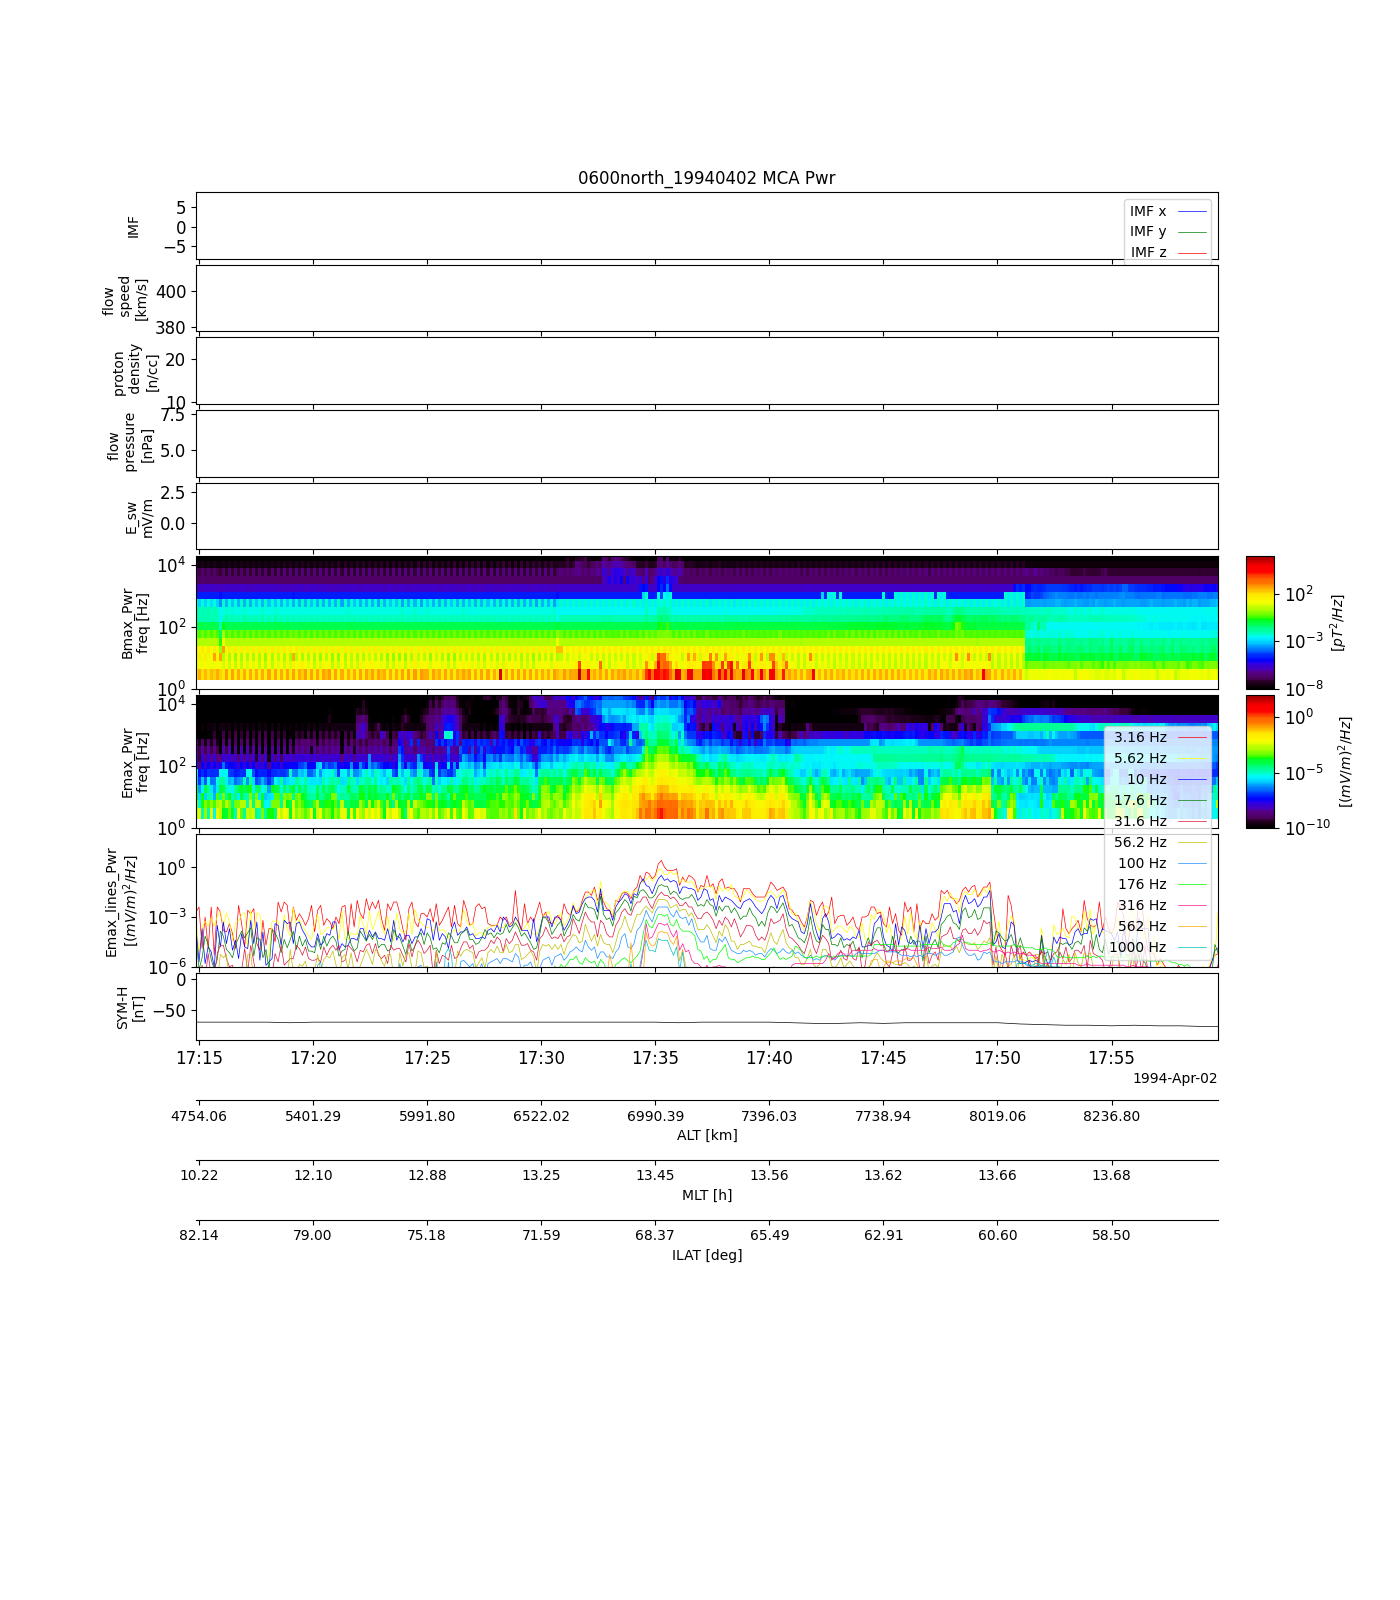 0600north_19940402 MCA Pwr
IMF
5
0
−5
IMF x
IMF y
IMF z
flow
speed
[km/s]
400
380
proton
density
[n/cc]
20
10
flow
pressure
[nPa]
7.5
5.0
E_sw
mV/m
2.5
0.0
Bmax_Pwr
freq [Hz]
10^4
10^2
10^0
10^2
10^−3
10^−8
[pT^2/Hz]
Emax_Pwr
freq [Hz]
10^4
10^2
10^0
10^0
10^−5
10^−10
[(mV/m)^2/Hz]
3.16 Hz
5.62 Hz
10 Hz
17.6 Hz
31.6 Hz
56.2 Hz
100 Hz
176 Hz
316 Hz
562 Hz
1000 Hz
Emax_lines_Pwr
[(mV/m)^2/Hz]
10^0
10^−3
10^−6
SYM-H
[nT]
0
−50
17:15 17:20 17:25 17:30 17:35 17:40 17:45 17:50 17:55
1994-Apr-02
4754.06 5401.29 5991.80 6522.02 6990.39 7396.03 7738.94 8019.06 8236.80
ALT [km]
10.22 12.10 12.88 13.25 13.45 13.56 13.62 13.66 13.68
MLT [h]
82.14 79.00 75.18 71.59 68.37 65.49 62.91 60.60 58.50
ILAT [deg]